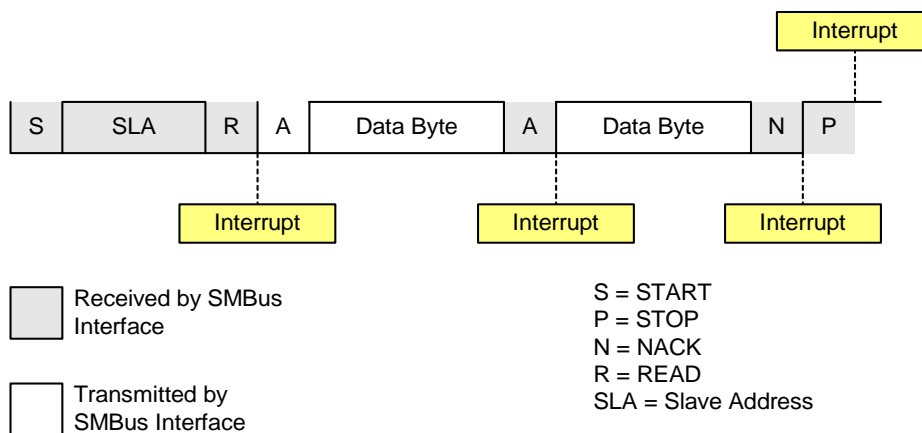 Interrupt
S SLA R A Data Byte A Data Byte N P
Interrupt Interrupt Interrupt
Received by SMBus
Interface
Transmitted by
SMBus Interface
S = START
P = STOP
N = NACK
R = READ
SLA = Slave Address